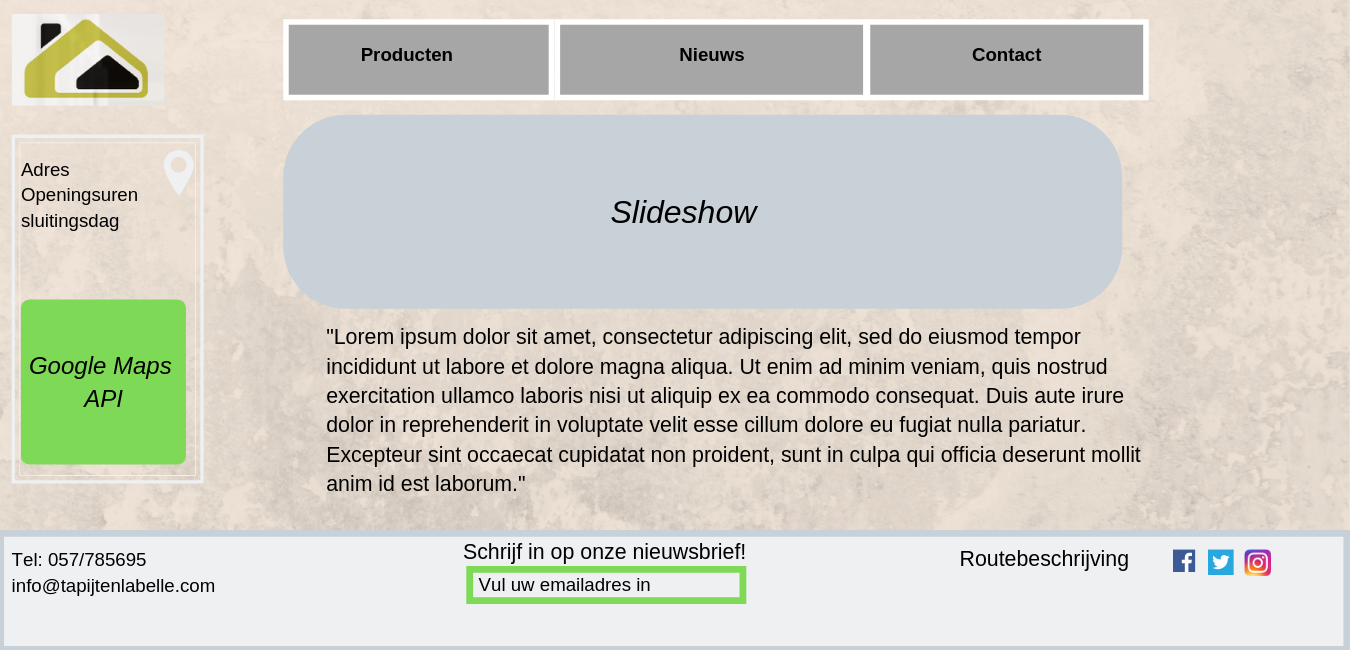 Producten
Nieuws
Contact
Adres
Openingsuren
sluitingsdag
Slideshow
Google Maps
API
"Lorem ipsum dolor sit amet, consectetur adipiscing elit, sed do eiusmod tempor
incididunt ut labore et dolore magna aliqua. Ut enim ad minim veniam, quis nostrud
exercitation ullamco laboris nisi ut aliquip ex ea commodo consequat. Duis aute irure
dolor in reprehenderit in voluptate velit esse cillum dolore eu fugiat nulla pariatur.
Excepteur sint occaecat cupidatat non proident, sunt in culpa qui officia deserunt mollit
anim id est laborum."
Tel: 057/785695
info@tapijtenlabelle.com
Schrijf in op onze nieuwsbrief!
Vul uw emailadres in
Routebeschrijving